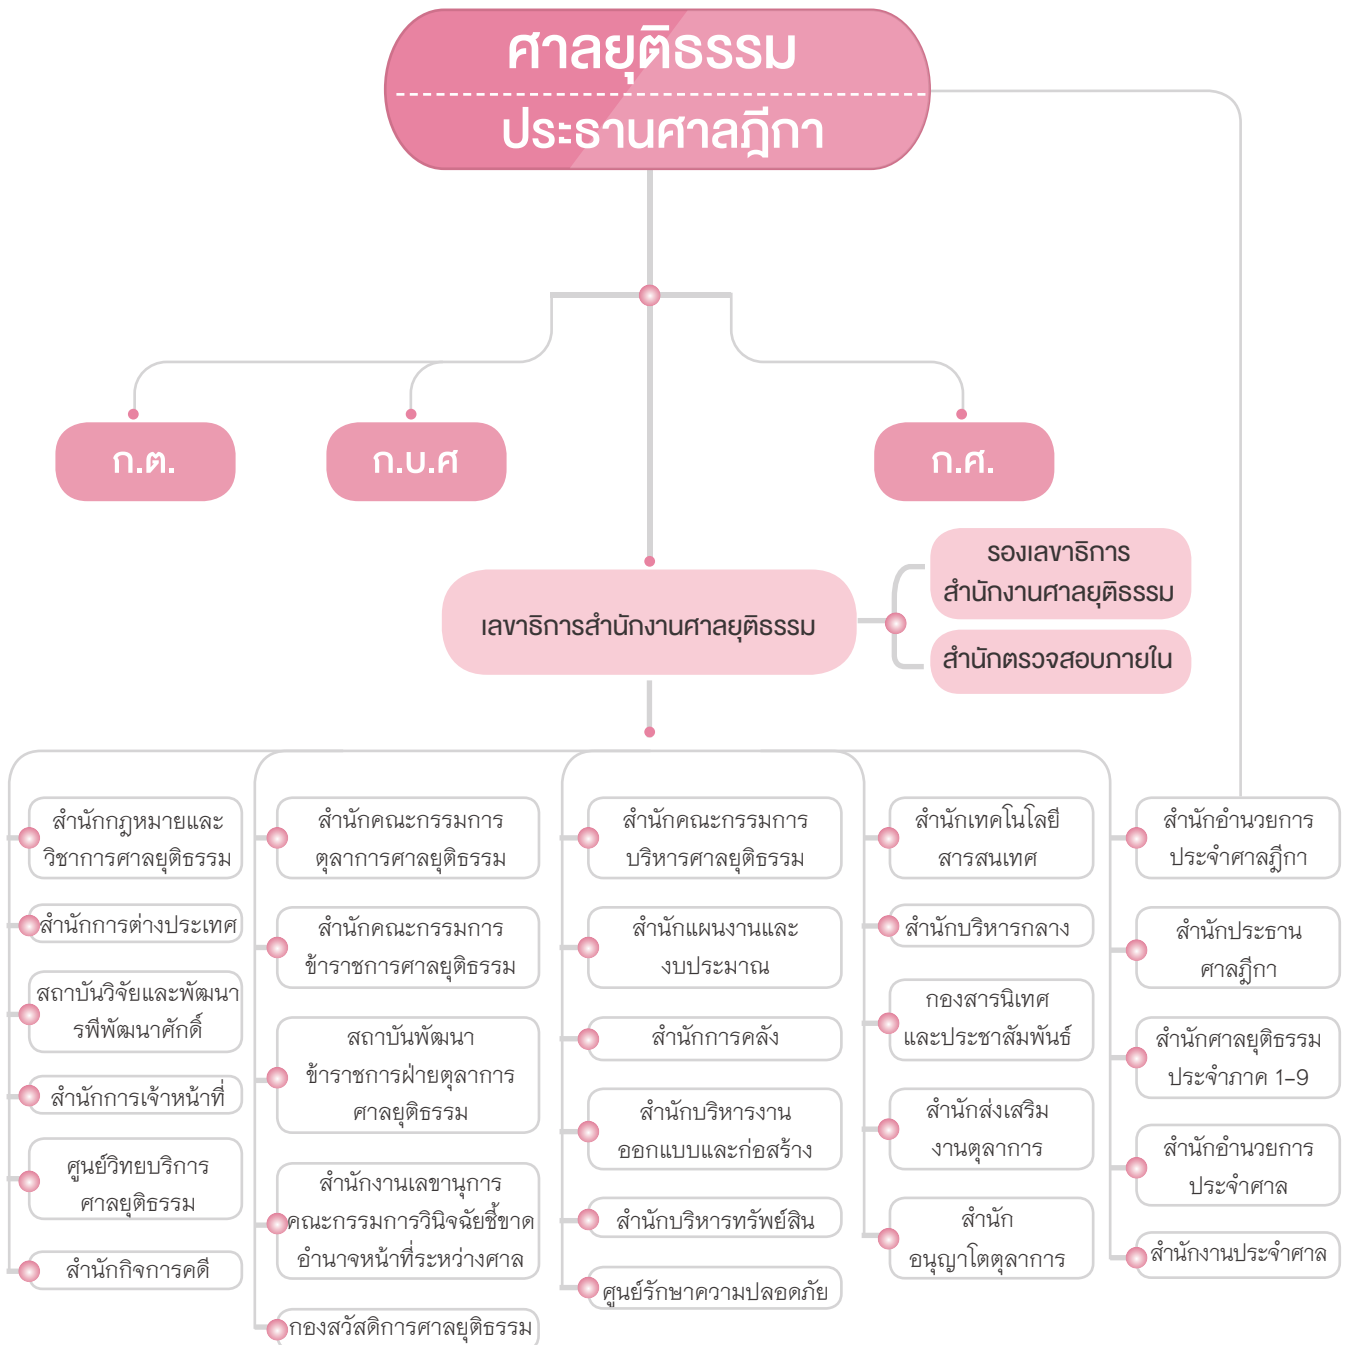 ศาลยุติธรรม
ประธานศาลฎีกา
ก.ต.
ก.บ.ศ
ก.ศ.
รองเลขาธิการ
สำนักงานศาลยุติธรรม
เลขาธิการสำนักงานศาลยุติธรรม
สำนักตรวจสอบภายใน
สำนักกฎหมายและ
วิชาการศาลยุติธรรม
สำนักการต่างประเทศ
สถาบันวิจัยและพัฒนา
รพีพัฒนศักดิ์
สำนักการเจ้าหน้าที่
ศูนย์วิทยบริการ
ศาลยุติธรรม
สำนักกิจการคดี
สำนักคณะกรรมการ
ตุลาการศาลยุติธรรม
สำนักคณะกรรมการ
ข้าราชการศาลยุติธรรม
สถาบันพัฒนา
ข้าราชการฝ่ายตุลาการ
ศาลยุติธรรม
สำนักงานเลขานุการ
คณะกรรมการวินิจฉัยชี้ขาด
อำนาจหน้าที่ระหว่างศาล
กองสวัสดิการศาลยุติธรรม
สำนักคณะกรรมการ
บริหารศาลยุติธรรม
สำนักแผนงานและ
งบประมาณ
สำนักการคลัง
สำนักบริหารงาน
ออกแบบและก่อสร้าง
สำนักบริหารทรัพย์สิน
ศูนย์รักษาความปลอดภัย
สำนักเทคโนโลยี
สารสนเทศ
สำนักบริหารกลาง
กองสารนิเทศ
และประชาสัมพันธ์
สำนักส่งเสริม
งานตุลาการ
สำนัก
อนุญาโตตุลาการ
สำนักอำนวยการ
ประจำศาลฎีกา
สำนักประธาน
ศาลฎีกา
สำนักศาลยุติธรรม
ประจำภาค 1-9
สำนักอำนวยการ
ประจำศาล
สำนักงานประจำศาล